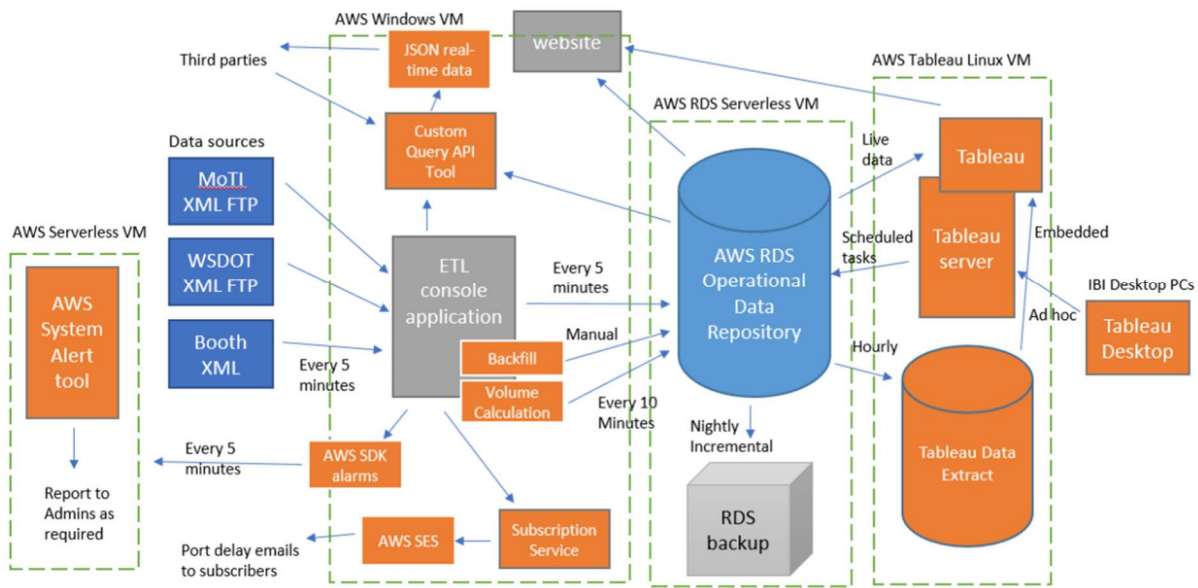 AWS Windows VM
JSON real-
time data
website
Third parties
Custom
Query API
Tool
AWS RDS Serverless VM
AWS Tableau Linux VM
Data sources
MoTI
XML FTP
WSDOT
XML FTP
Booth
XML
Every 5
minutes
AWS Serverless VM
AWS
System
Alert
tool
Report to
Admins as
required
ETL
console
application
Backfill
Volume
Calculation
Every 5
minutes
Manual
Every 10
Minutes
AWS RDS
Operational
Data
Repository
Live
data
Scheduled
tasks
Hourly
Tableau
Tableau
server
Embedded
Ad hoc
IBI Desktop PCs
Tableau
Desktop
Tableau Data
Extract
Nightly
Incremental
RDS
backup
Every 5
minutes
AWS SDK
alarms
Port delay emails
to subscribers
AWS SES
Subscription
Service